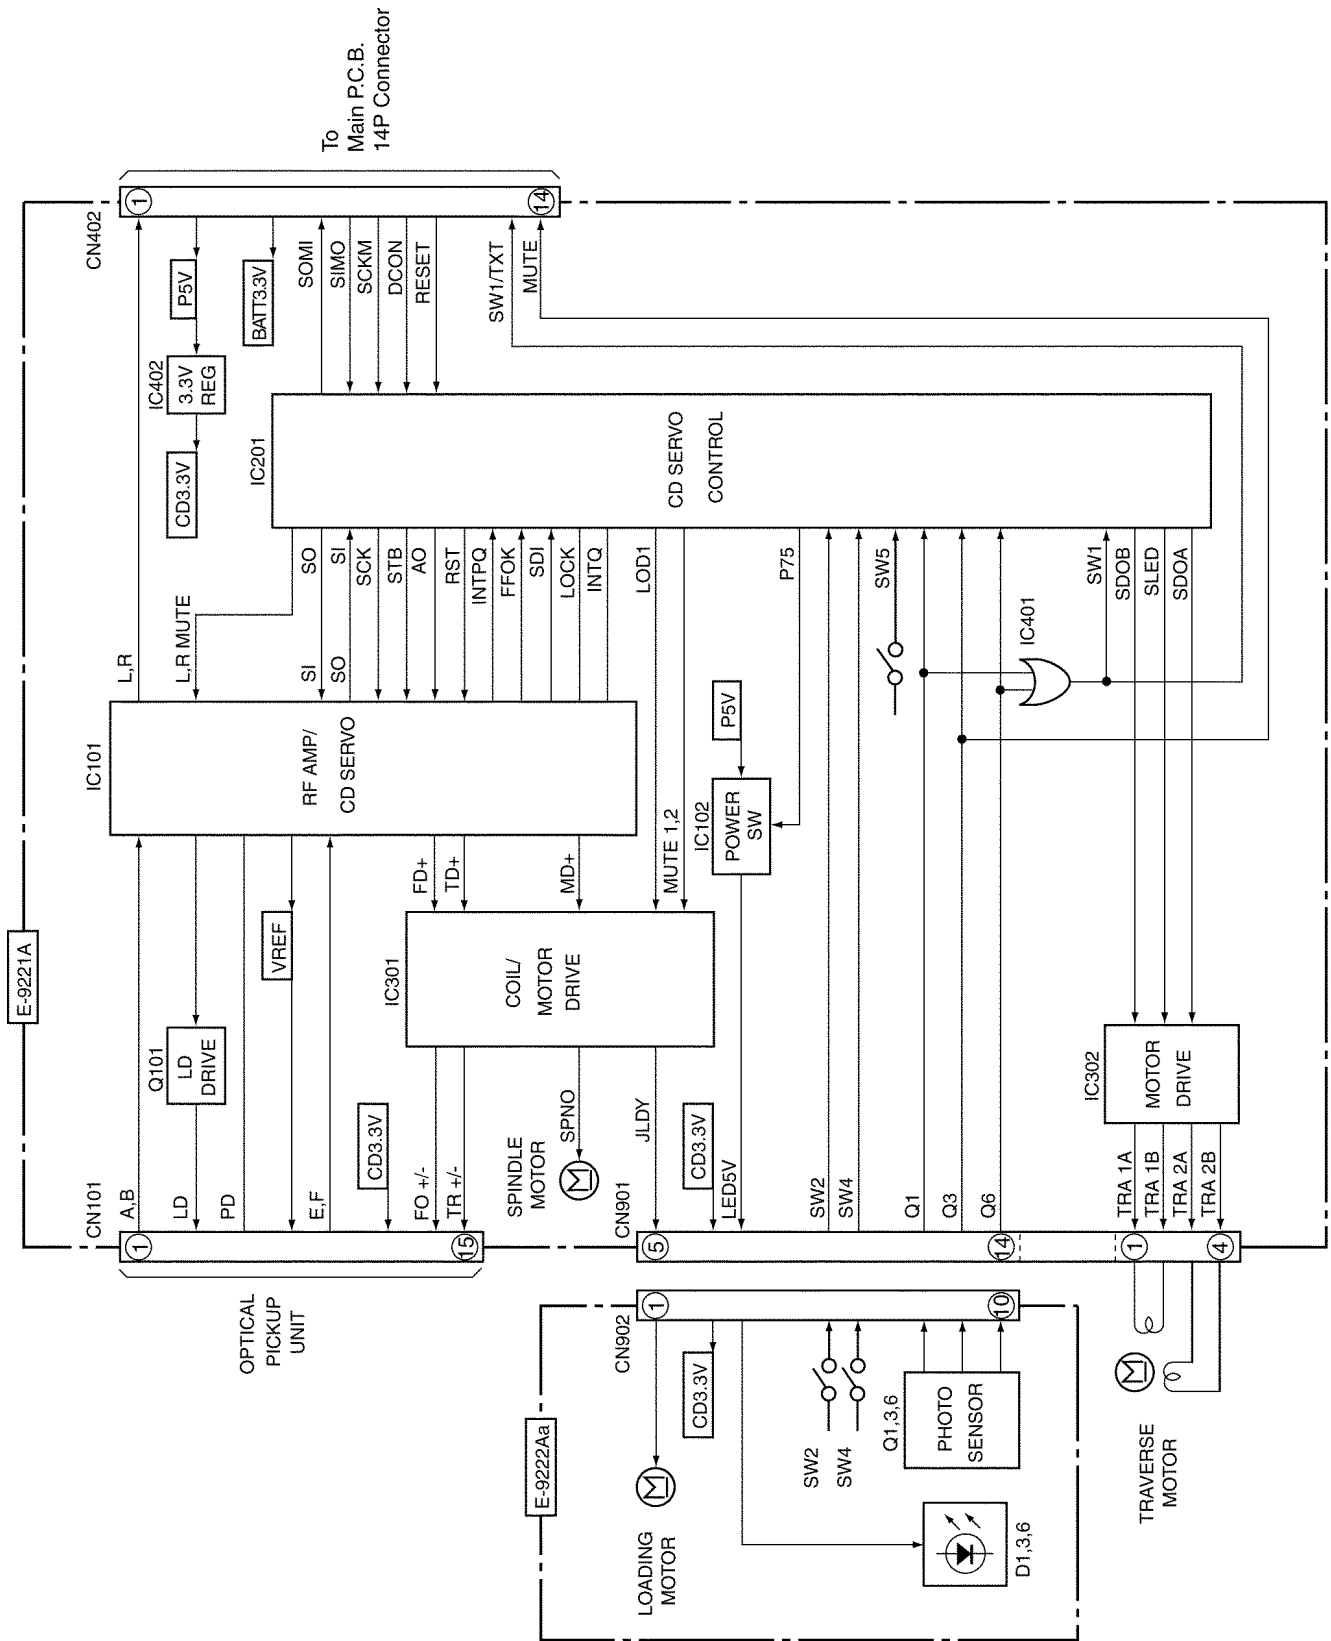 E-9221A
OPTICAL
PICKUP
UNIT
CN101
1
15
A,B
LD
PD
E,F
CD3.3V
FO +/-
TR +/-
Q101
LD
DRIVE
VREF
IC101
RF AMP/
CD SERVO
L,R
L,R MUTE
SI
SO
SO
SI
SCK
STB
AO
RST
INTPQ
FFOK
SDI
LOCK
INTQ
LOD1
P75
SW5
SW1
SDOB
SLED
SDOA
IC201
CD SERVO
CONTROL
CD3.3V
IC402
3.3V
REG
P5V
BATT3.3V
SOMI
SIMO
SCKM
DCON
RESET
SW1/TXT
MUTE
CN402
1
14
To
Main P.C.B.
14P Connector
FD+
TD+
MD+
MUTE 1,2
IC301
COIL/
MOTOR
DRIVE
SPINDLE
MOTOR
SPNO
M
JLDY
IC102
POWER
SW
P5V
CD3.3V
LED5V
CN901
5
14
1
4
SW2
SW4
Q1
Q3
Q6
IC401
IC302
MOTOR
DRIVE
TRA 1A
TRA 1B
TRA 2A
TRA 2B
E-9222Aa
CN902
1
10
LOADING
MOTOR
M
CD3.3V
SW2
SW4
Q1,3,6
PHOTO
SENSOR
D1,3,6
TRAVERSE
MOTOR
M